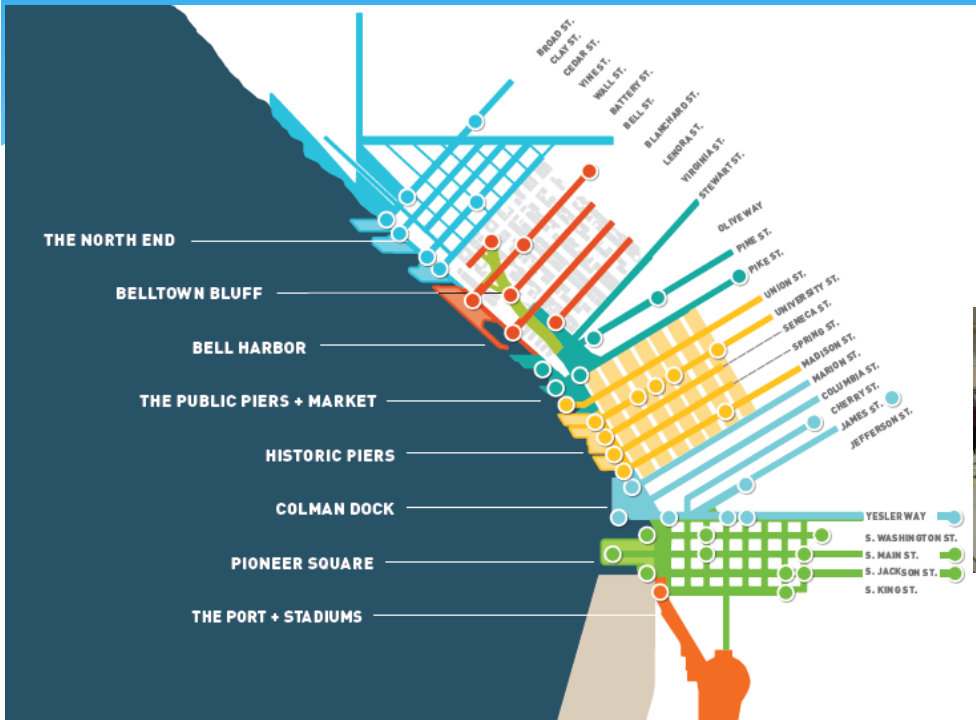 BROAD ST.
CLAY ST.
CEDAR ST.
VINE ST.
WALL ST.
BATTERY ST.
BELL ST.
BLANCHARD ST.
LENORA ST.
VIRGINIA ST.
STEWART ST.
OLIVE WAY
PINE ST.
PIKE ST.
UNION ST.
UNIVERSITY ST.
SENECA ST.
SPRING ST.
MADISON ST.
MARION ST.
COLUMBIA ST.
CHERRY ST.
JAMES ST.
JEFFERSON ST.
YESLER WAY
S. WASHINGTON ST.
S. MAIN ST.
S. JACKSON ST.
S. KING ST.
THE NORTH END
BELLTOWN BLUFF
BELL HARBOR
THE PUBLIC PIERS + MARKET
HISTORIC PIERS
COLMAN DOCK
PIONEER SQUARE
THE PORT + STADIUMS